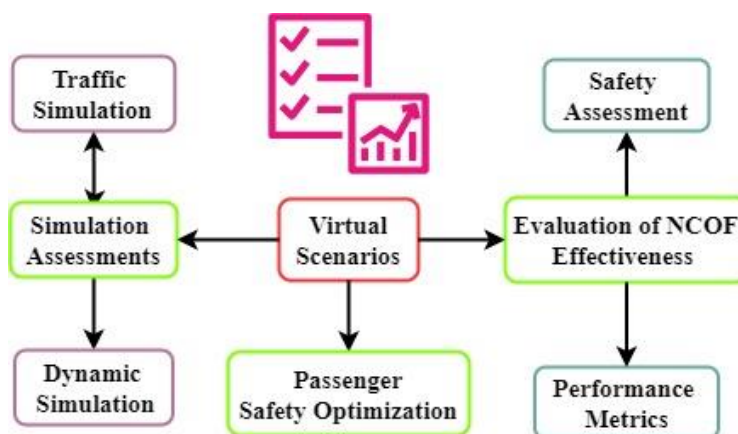 Traffic
Simulation
Safety
Assessment
Simulation
Assessments
Virtual
Scenarios
Evaluation of NCOF
Effectiveness
Dynamic
Simulation
Passenger
Safety Optimization
Performance
Metrics